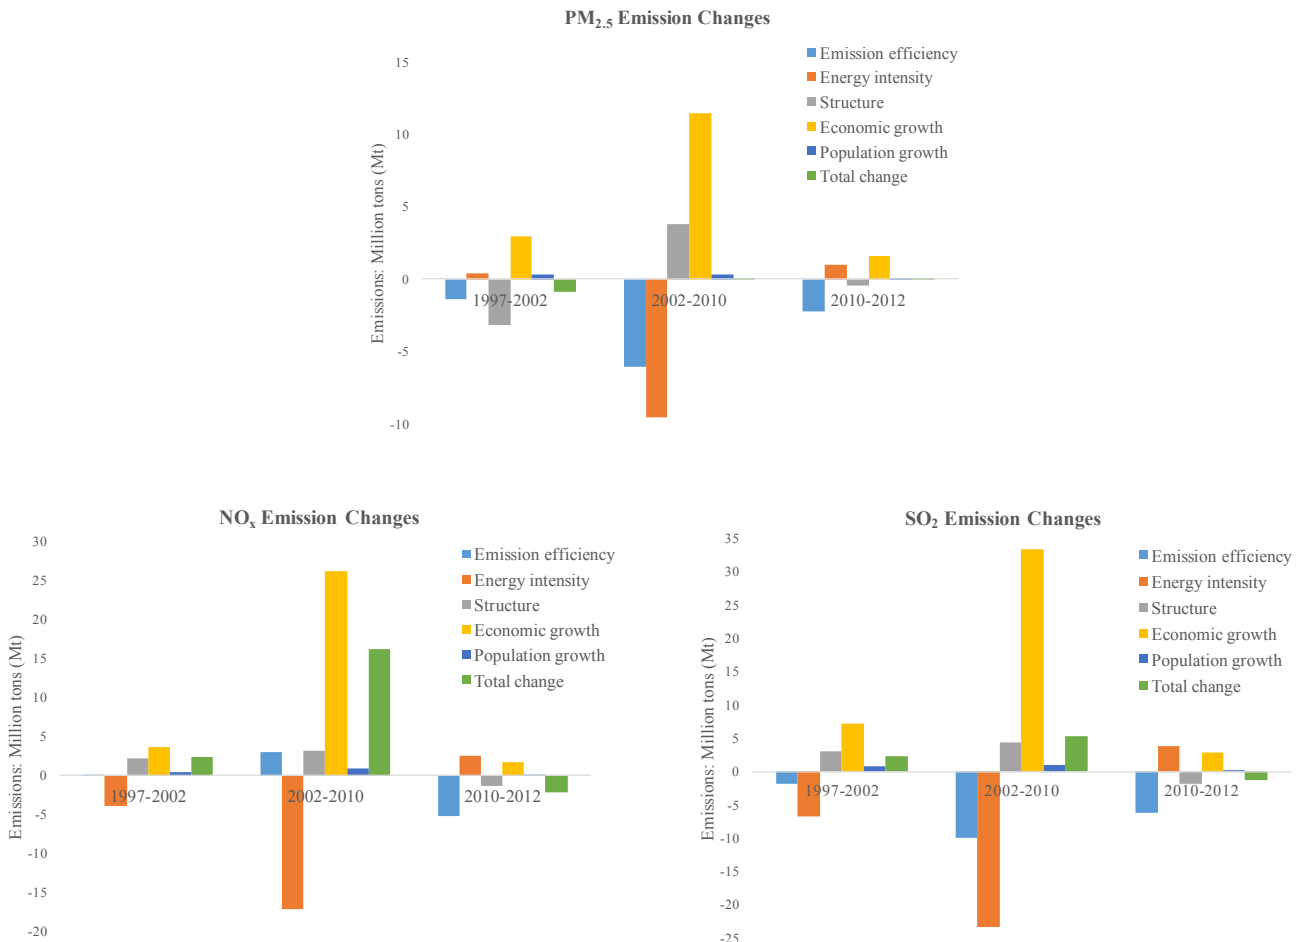 PM2.5 Emission Changes
Emissions: Million tons (Mt)
15
10
5
0
-5
-10
1997-2002
2002-2010
2010-2012
Emission efficiency
Energy intensity
Structure
Economic growth
Population growth
Total change
NOx Emission Changes
Emissions: Million tons (Mt)
30
25
20
15
10
5
0
-5
-10
-15
-20
1997-2002
2002-2010
2010-2012
Emission efficiency
Energy intensity
Structure
Economic growth
Population growth
Total change
SO2 Emission Changes
Emissions: Million tons (Mt)
35
30
25
20
15
10
5
0
-5
-10
-15
-20
-25
1997-2002
2002-2010
2010-2012
Emission efficiency
Energy intensity
Structure
Economic growth
Population growth
Total change